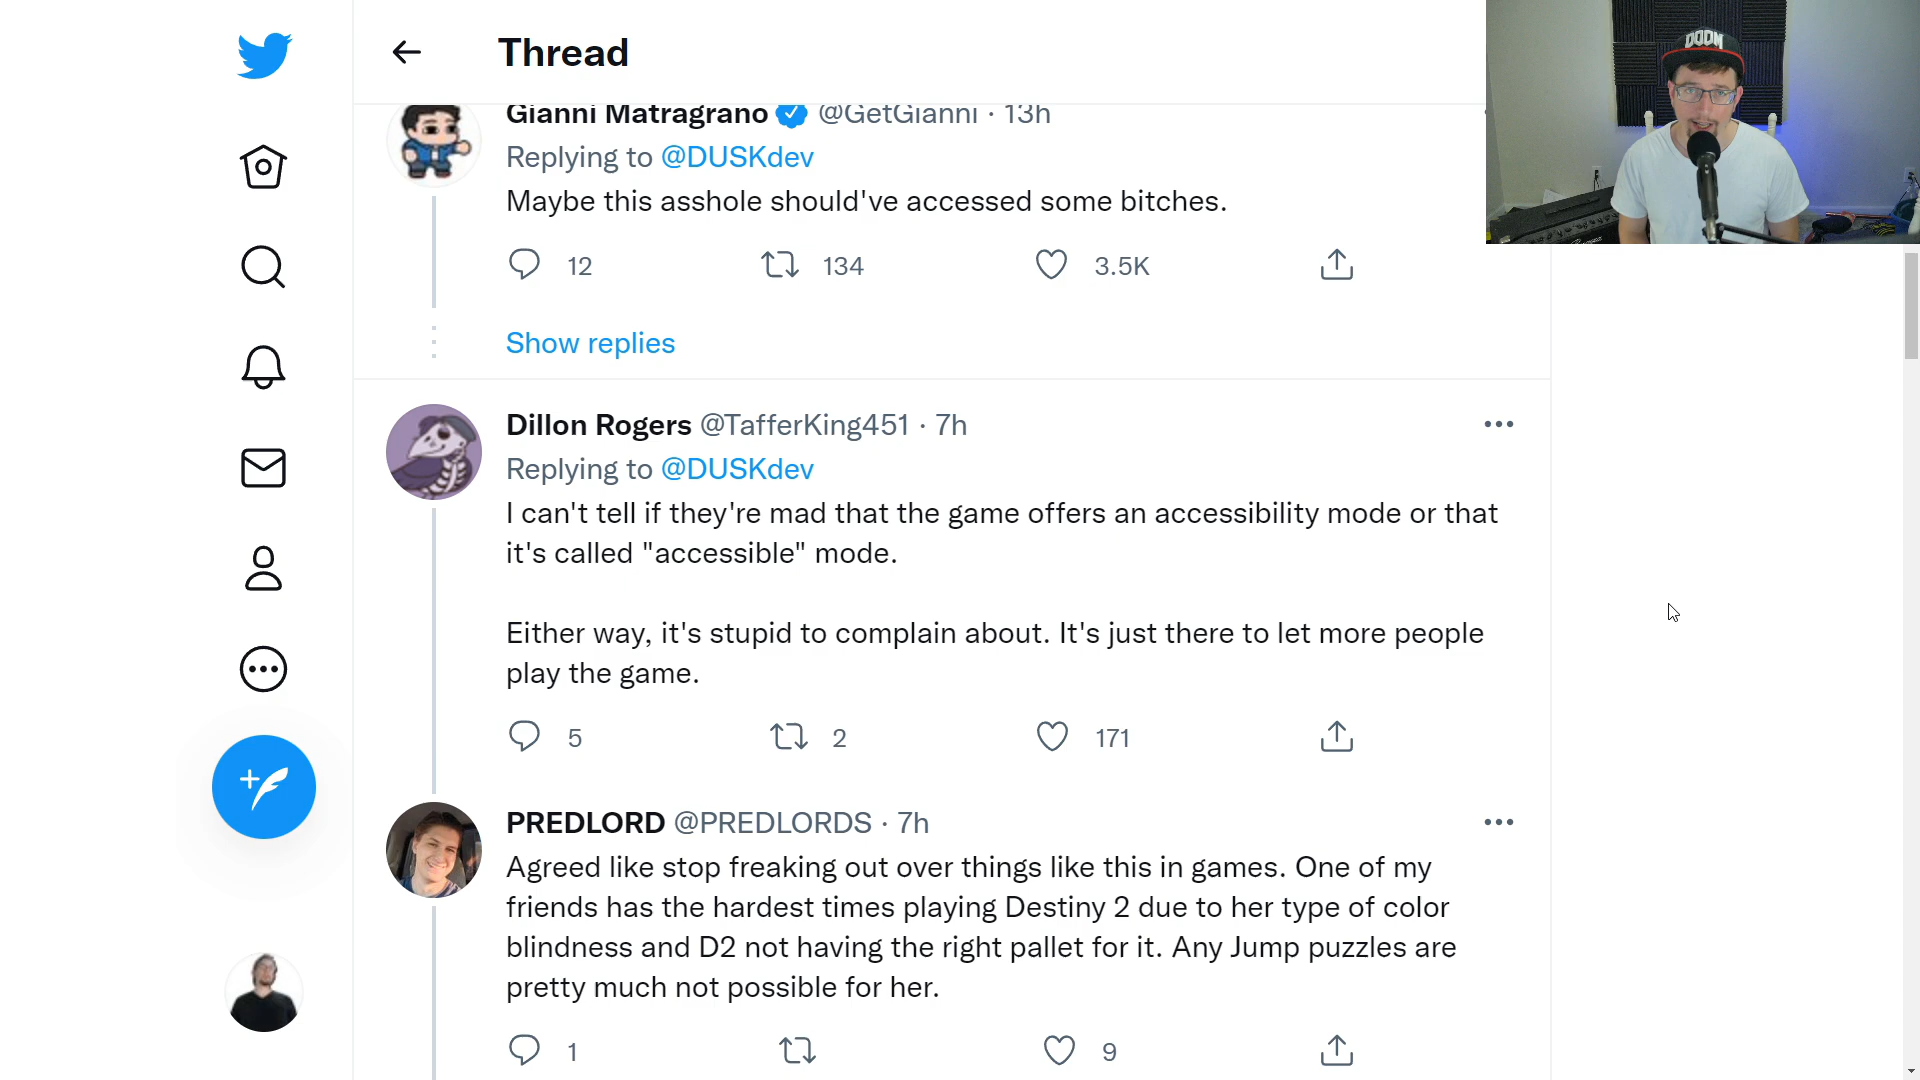 Thread
DOOM
Gianni Matragrano @GetGianni · 13h
Replying to @DUSKdev
Maybe this asshole should've accessed some bitches.
12 134 3.5K
Show replies
Dillon Rogers @TafferKing451 · 7h
Replying to @DUSKdev
I can't tell if they're mad that the game offers an accessibility mode or that
it's called "accessible" mode.
Either way, it's stupid to complain about. It's just there to let more people
play the game.
5 2 171
PREDLORD @PREDLORDS · 7h
Agreed like stop freaking out over things like this in games. One of my
friends has the hardest times playing Destiny 2 due to her type of color
blindness and D2 not having the right pallet for it. Any Jump puzzles are
pretty much not possible for her.
1 9